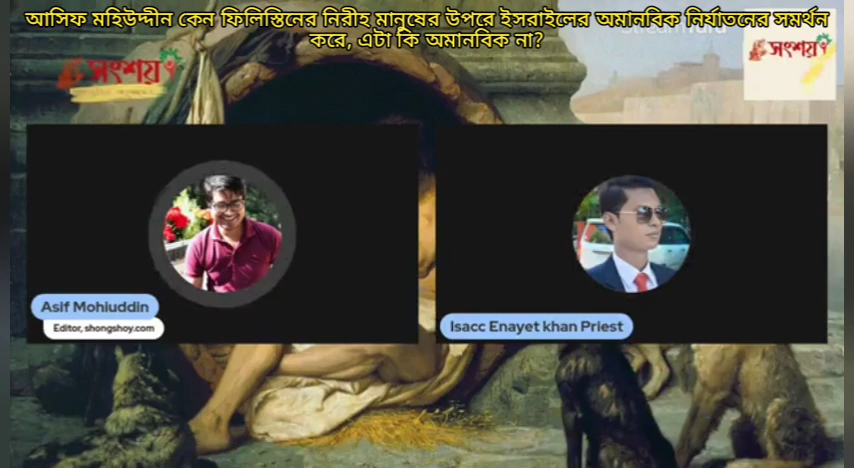 আসিফ মহিউদ্দীন কেন ফিলিস্তিনের নিরীহ মানুষের উপরে ইসরাইলের অমানবিক নির্যাতনের সমর্থন
করে, এটা কি অমানবিক না?
সংশয়
সংশয়
Asif Mohiuddin
Editor, shongshoy.com
Isacc Enayet khan Priest